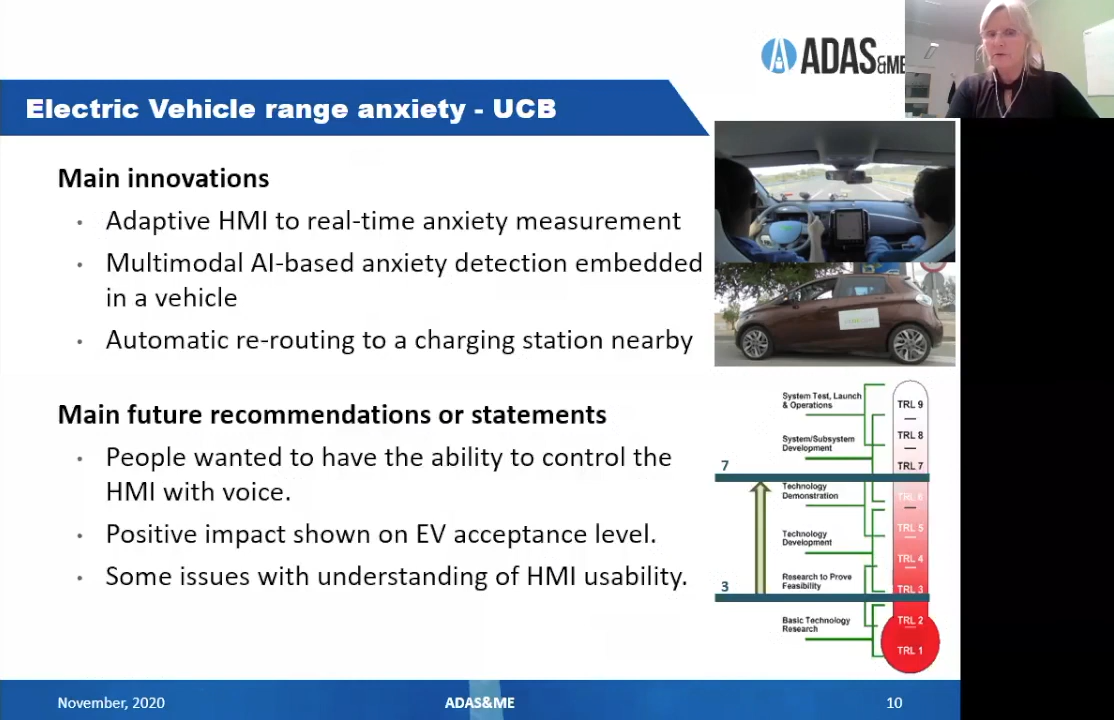 ADAS&ME
Electric Vehicle range anxiety - UCB
Main innovations
• Adaptive HMI to real-time anxiety measurement
• Multimodal AI-based anxiety detection embedded
in a vehicle
• Automatic re-routing to a charging station nearby
Main future recommendations or statements
• People wanted to have the ability to control the
HMI with voice.
• Positive impact shown on EV acceptance level.
• Some issues with understanding of HMI usability.
System Test, Launch
& Operations
System/Subsystem
Development
7
Technology
Demonstration
Technology
Development
Research to Prove
Feasibility
3
Basic Technology
Research
TRL 9
TRL 8
TRL 7
TRL 6
TRL 5
TRL 4
TRL 3
TRL 2
TRL 1
November, 2020
ADAS&ME
10